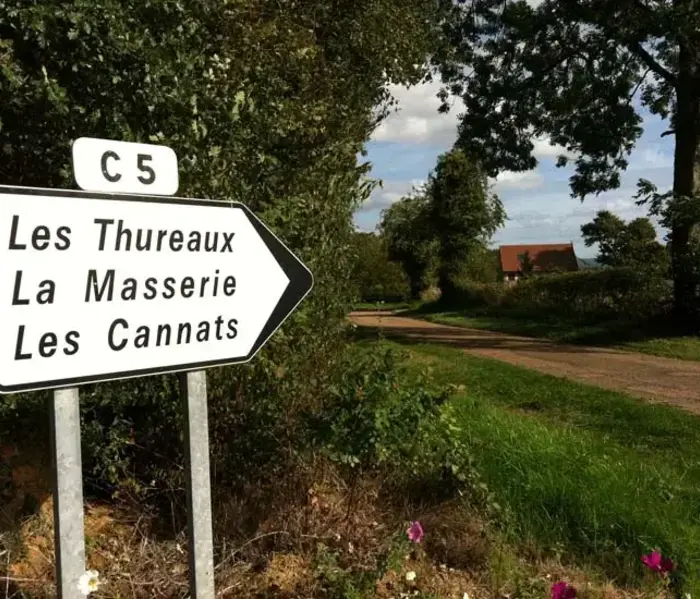 C 5
Les Thureaux
La Masserie
Les Cannats